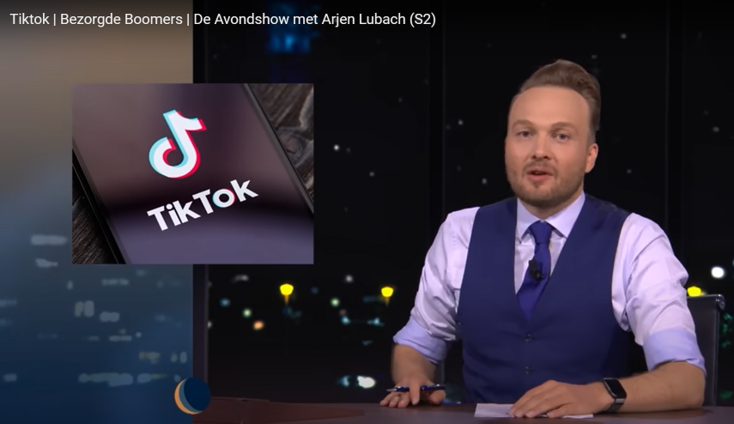 Tiktok | Bezorgde Boomers | De Avondshow met Arjen Lubach (S2)
TikTok